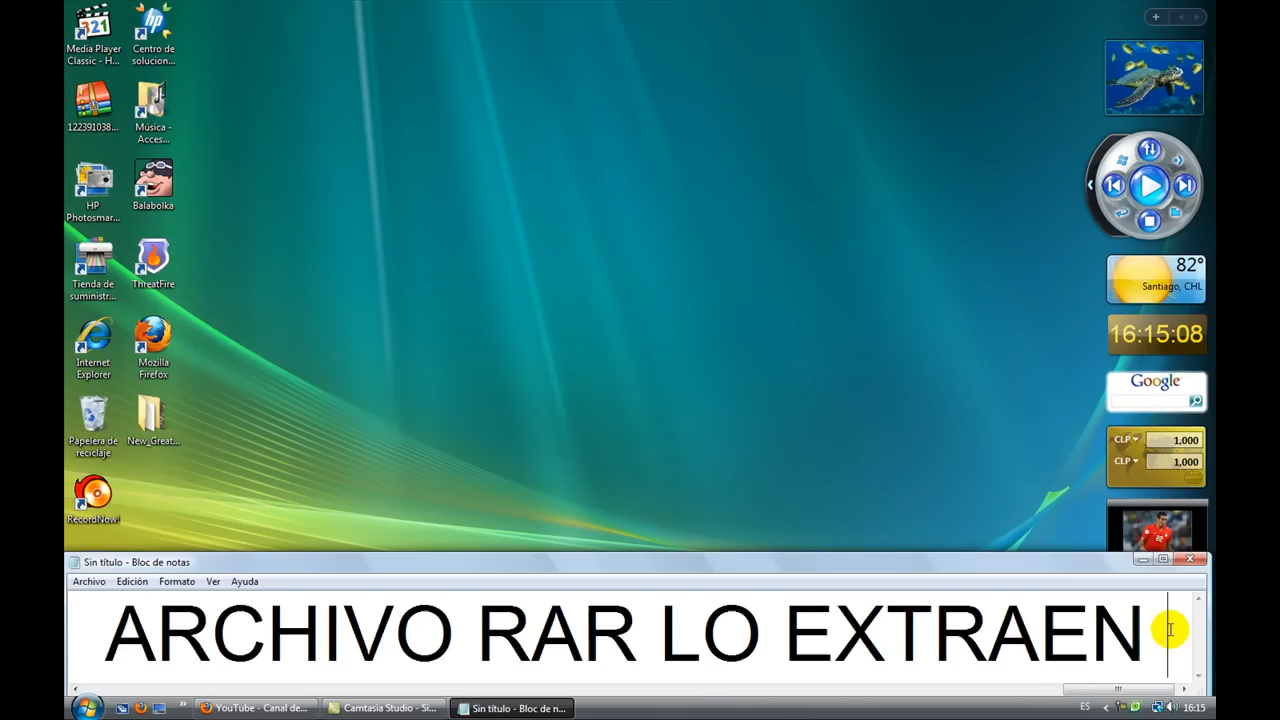 321
Media Player
Classic - H...
hp
Centro de
solucion...
122391038...
Música -
Acces...
HP
Photosmar...
Balabolka
Tienda de
suministr...
ThreatFire
Internet
Explorer
Mozilla
Firefox
Papelera de
reciclaje
New_Great...
RecordNow!
82°
Santiago, CHL
16:15:08
Google
CLP
1,000
CLP
1,000
22
Sin título - Bloc de notas
Archivo Edición Formato Ver Ayuda
ARCHIVO RAR LO EXTRAEN
YouTube - Canal de...
Camtasia Studio - Si...
Sin título - Bloc de n...
ES
16:15